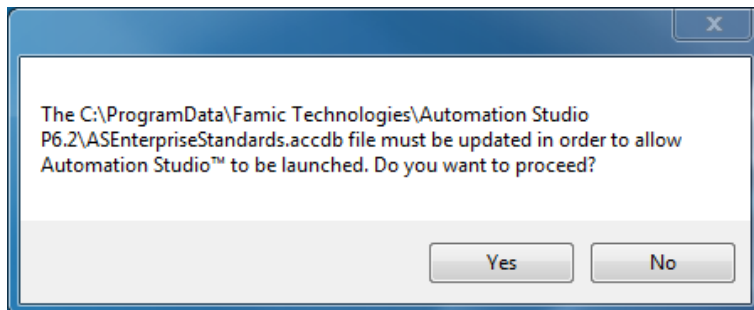 The C:\ProgramData\Famic Technologies\Automation Studio
P6.2\ASEnterpriseStandards.accdb file must be updated in order to allow
Automation Studio™ to be launched. Do you want to proceed?
Yes No